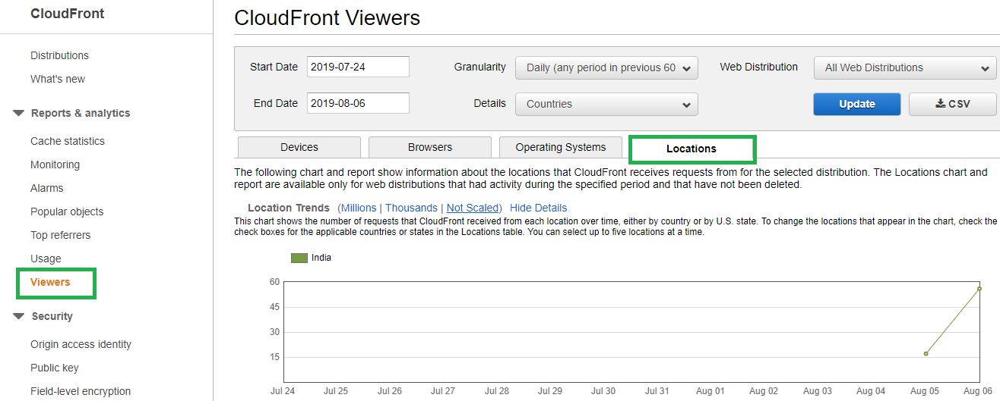 CloudFront
Distributions
What's new
Reports & analytics
Cache statistics
Monitoring
Alarms
Popular objects
Top referrers
Usage
Viewers
Security
Origin access identity
Public key
Field-level encryption
CloudFront Viewers
Start Date 2019-07-24 Granularity Daily (any period in previous 60 Web Distribution All Web Distributions
End Date 2019-08-06 Details Countries Update CSV
Devices Browsers Operating Systems Locations
The following chart and report show information about the locations that CloudFront receives requests from for the selected distribution. The Locations chart and
report are available only for web distributions that had activity during the specified period and that have not been deleted.
Location Trends (Millions | Thousands | Not Scaled) Hide Details
This chart shows the number of requests that CloudFront received from each location over time, either by country or by U.S. state. To change the locations that appear in the chart, check the
check boxes for the applicable countries or states in the Locations table. You can select up to five locations at a time.
India
60
45
30
15
Jul 24 Jul 25 Jul 26 Jul 27 Jul 28 Jul 29 Jul 30 Jul 31 Aug 01 Aug 02 Aug 03 Aug 04 Aug 05 Aug 06